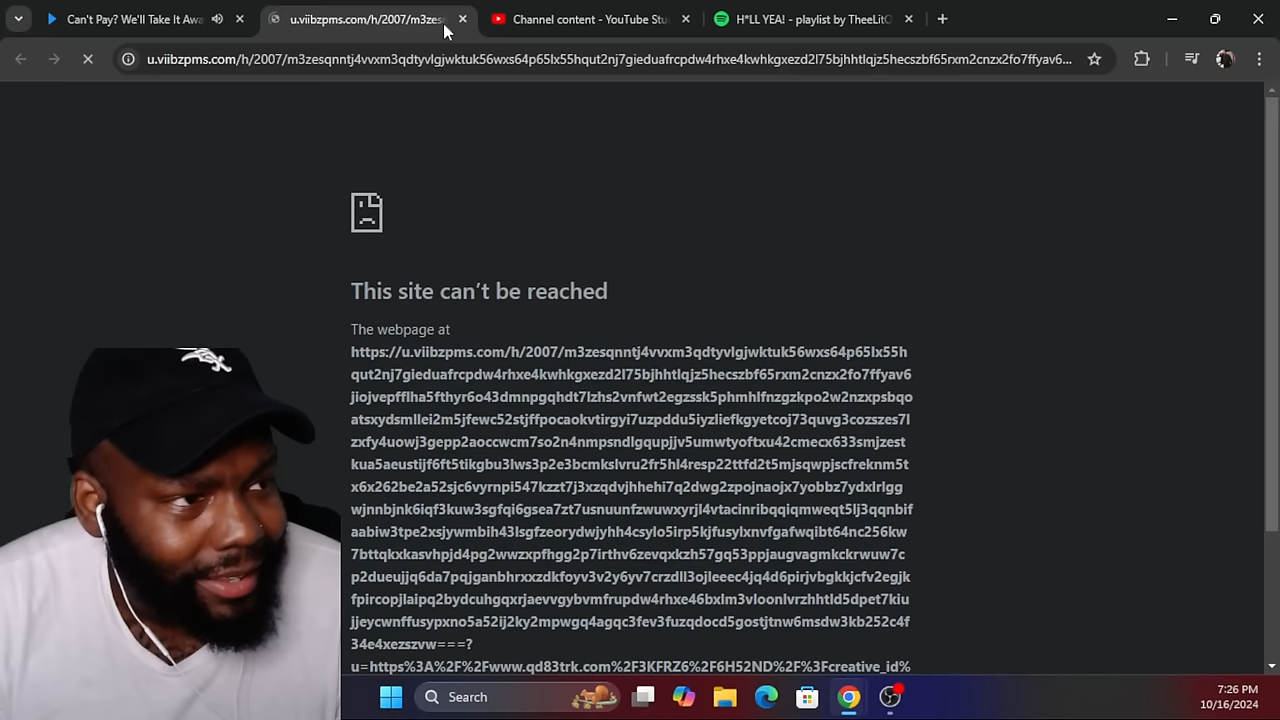 Can't Pay? We'll Take It Awa
u.viibzpms.com/h/2007/m3zes
Channel content - YouTube Stu
H*LL YEA! - playlist by TheeLitO
u.viibzpms.com/h/2007/m3zesqnntj4vvxm3qdtyvlgjwktuk56wxs64p65lx55hqut2nj7gieduafrcpdw4rhxe4kwhkgxezd2l75bjhhtlqjz5hecszbf65rxm2cnzx2fo7ffyav6...
This site can't be reached
The webpage at
https://u.viibzpms.com/h/2007/m3zesqnntj4vvxm3qdtyvlgjwktuk56wxs64p65lx55h
qut2nj7gieduafrcpdw4rhxe4kwhkgxezd2l75bjhhtlqjz5hecszbf65rxm2cnzx2fo7ffyav6
jiojvepfflha5fthyr6o43dmnpgqhdt7lzhs2vnfwt2egzssk5phmhlfnzgzkpo2w2nzxpsbqo
atsxydsmllei2m5jfewc52stjffpocaokvtirgyi7uzpddu5iyzliefkgyetcoj73quvg3cozszes7l
zxfy4uowj3gepp2aoccwcm7so2n4nmpsndlgqupjjv5umwtyoftxu42cmecx633smjzest
kua5aeustijf6ft5tikgbu3lws3p2e3bcmkslvru2fr5hl4resp22ttfd2t5mjsqwpjscfreknm5t
x6x262be2a52sjc6vyrnpi547kzzt7j3xzqdvjhhehi7q2dwg2zpojnaojx7yobbz7ydxlrlgg
wjnnbjnk6iqf3kuw3sgfqi6gsea7zt7usnuunfzwuwxyrjl4vtacinribqqiqmweqt5lj3qqnbif
aabiw3tpe2xsjywmbih43lsgfzeorydwjyhh4csylo5irp5kjfusylxnvfgafwqibt64nc256kw
7bttqkxkasvhpjd4pg2wwzxpfhgg2p7irthv6zevqxkzh57gq53ppjaugvagmkckrwuw7c
p2dueujjq6da7pqjganbhrxxzdkfoyv3v2y6yv7crzdll3ojleeec4jq4d6pirjvbgkkjcfv2egjk
fpircopjlaipq2bydcuhgqxrjaevvgybvmfrupdw4rhxe46bxlm3vloonlvrzhhtld5dpet7kiu
jjeycwnffusypxno5a52ij2ky2mpwgq4agqc3fev3fuzqdocd5gostjtnw6msdw3kb252c4f
34e4xezszvw===?
u=https%3A%2F%2Fwww.qd83trk.com%2F3KFRZ6%2F6H52ND%2F%3Fcreative_id%
Search
7:26 PM
10/16/2024